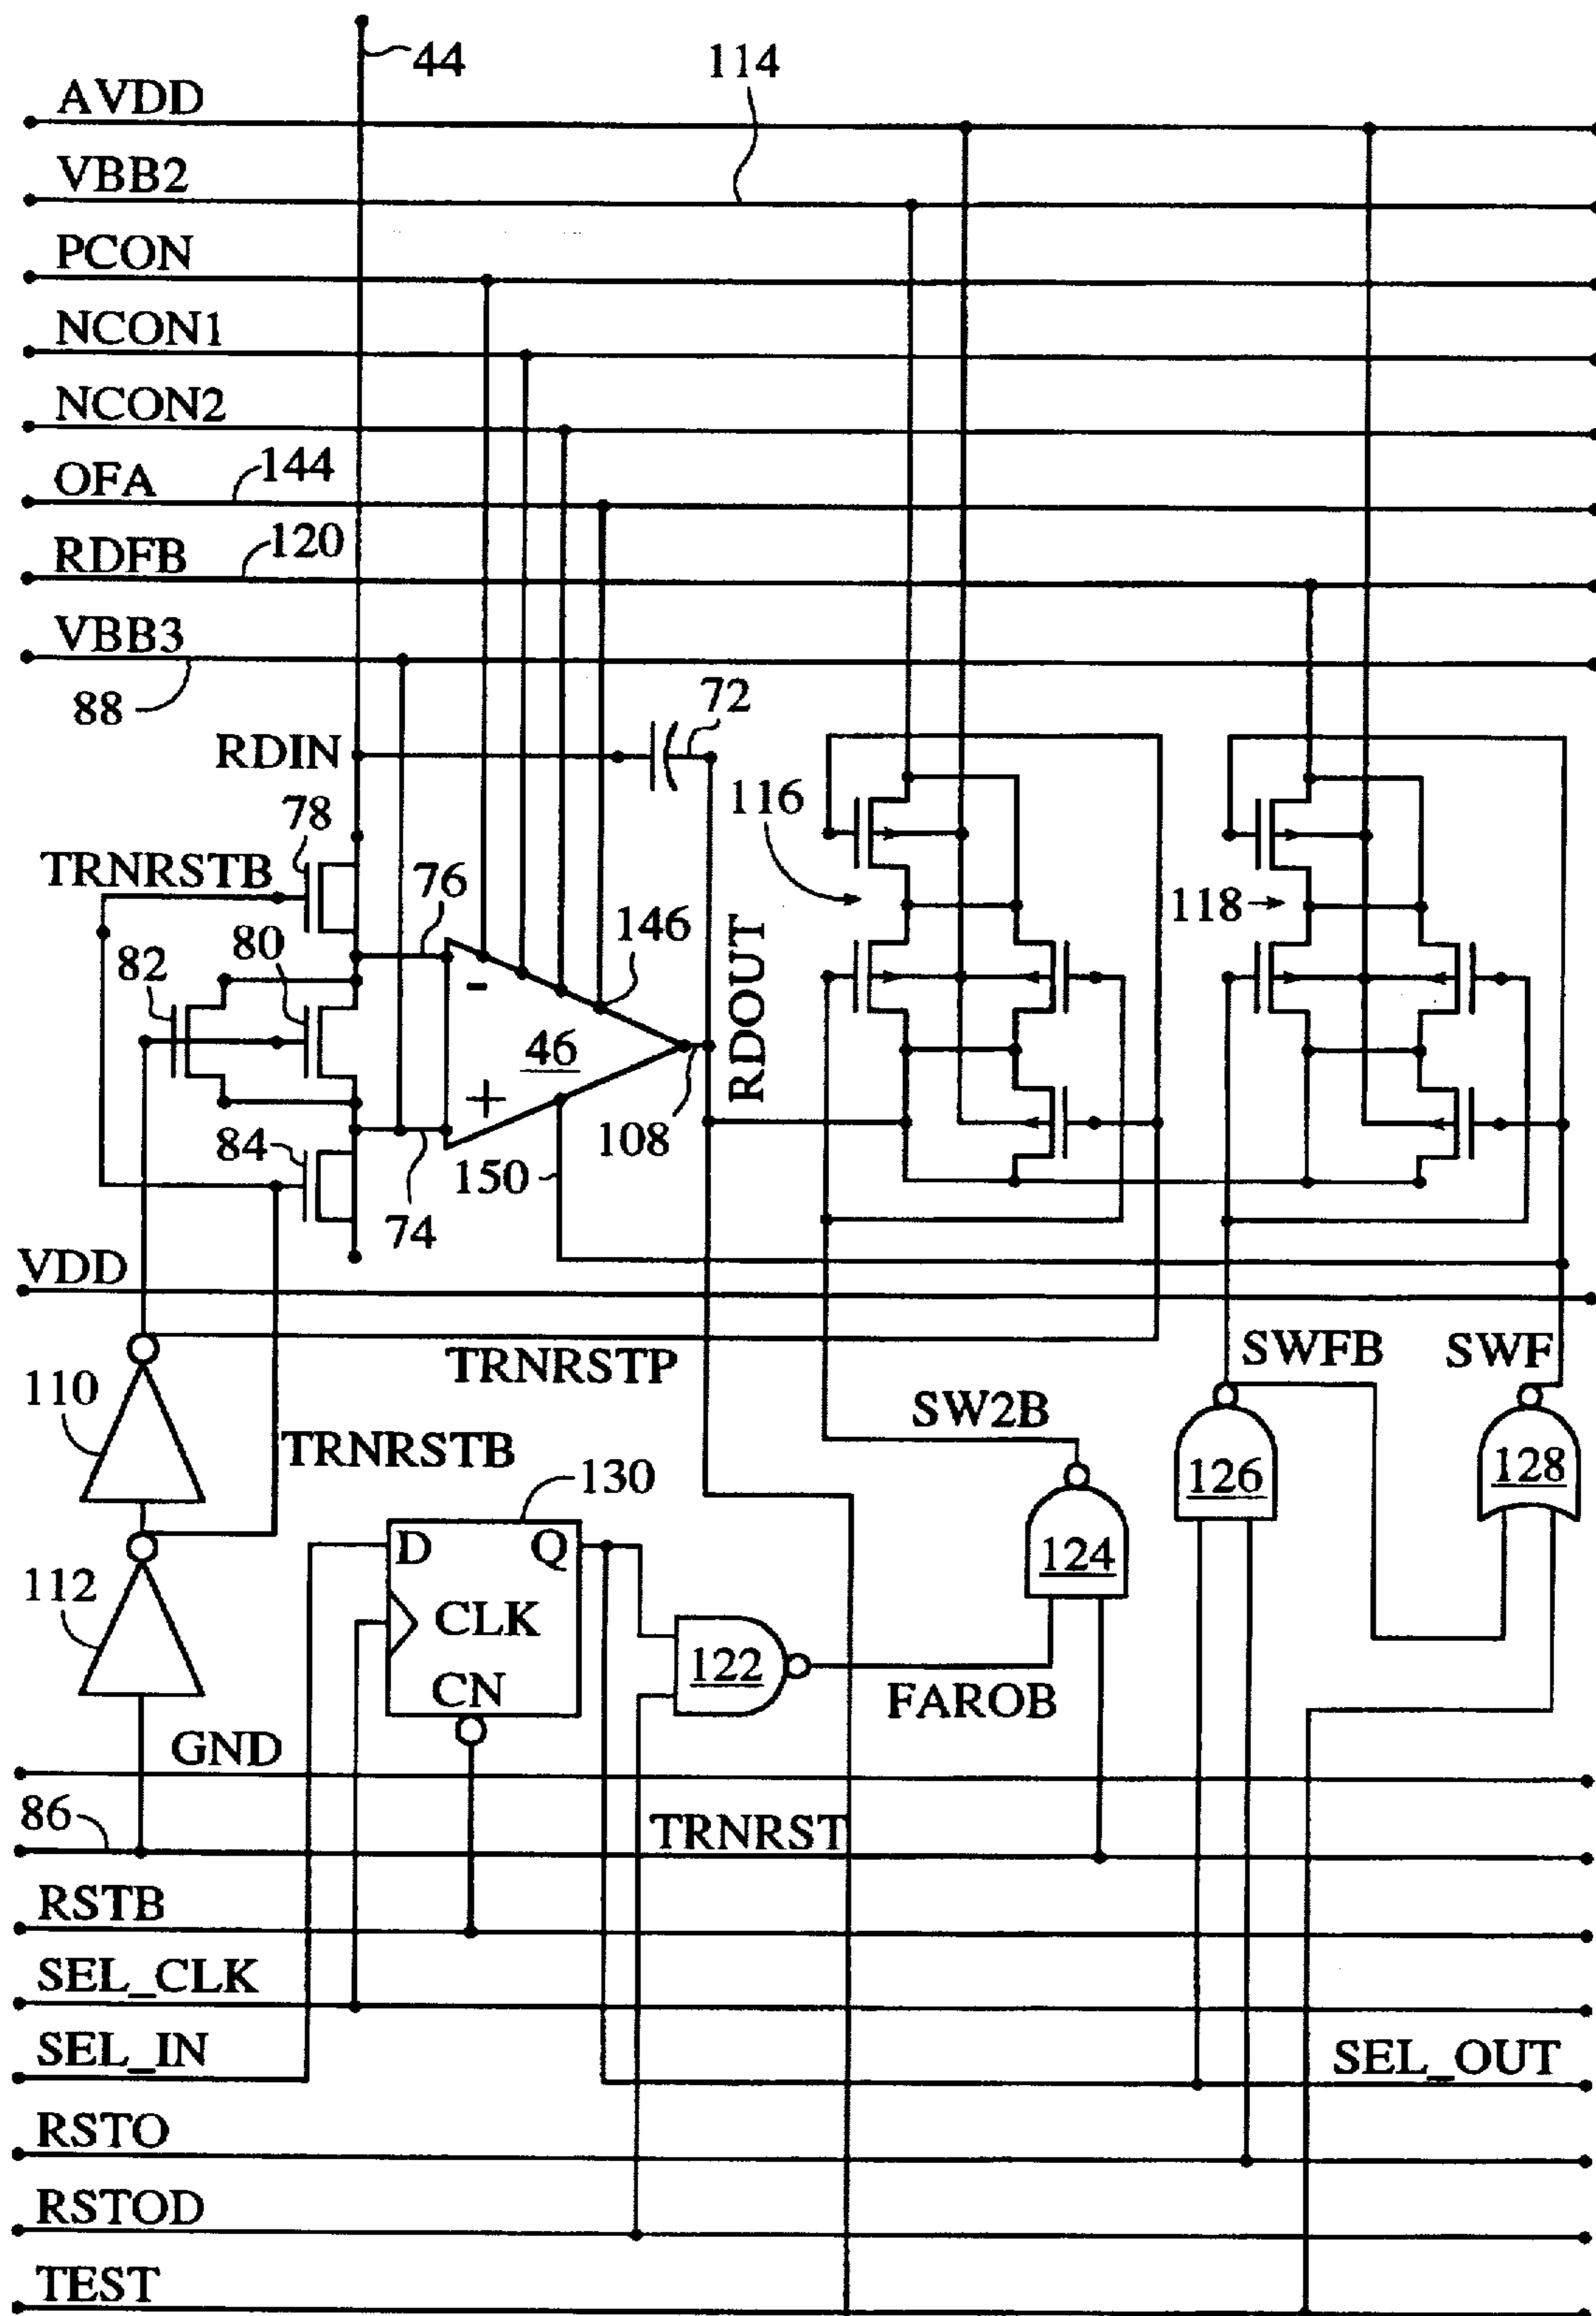 44
114
AVDD
VBB2
PCON
NCON1
NCON2
OFA
144
RDFB
120
VBB3
88
72
RDIN
116
78
118
TRNRSTB
76
146
RDOUT
82
80
-
46
+
84
150
108
74
VDD
TRNRSTP
SWFB
SWF
110
SW2B
TRNRSTB
130
126
128
D
Q
124
112
CLK
122
CN
FAROB
GND
86
TRNRST
RSTB
SEL_CLK
SEL_IN
SEL_OUT
RSTO
RSTOD
TEST